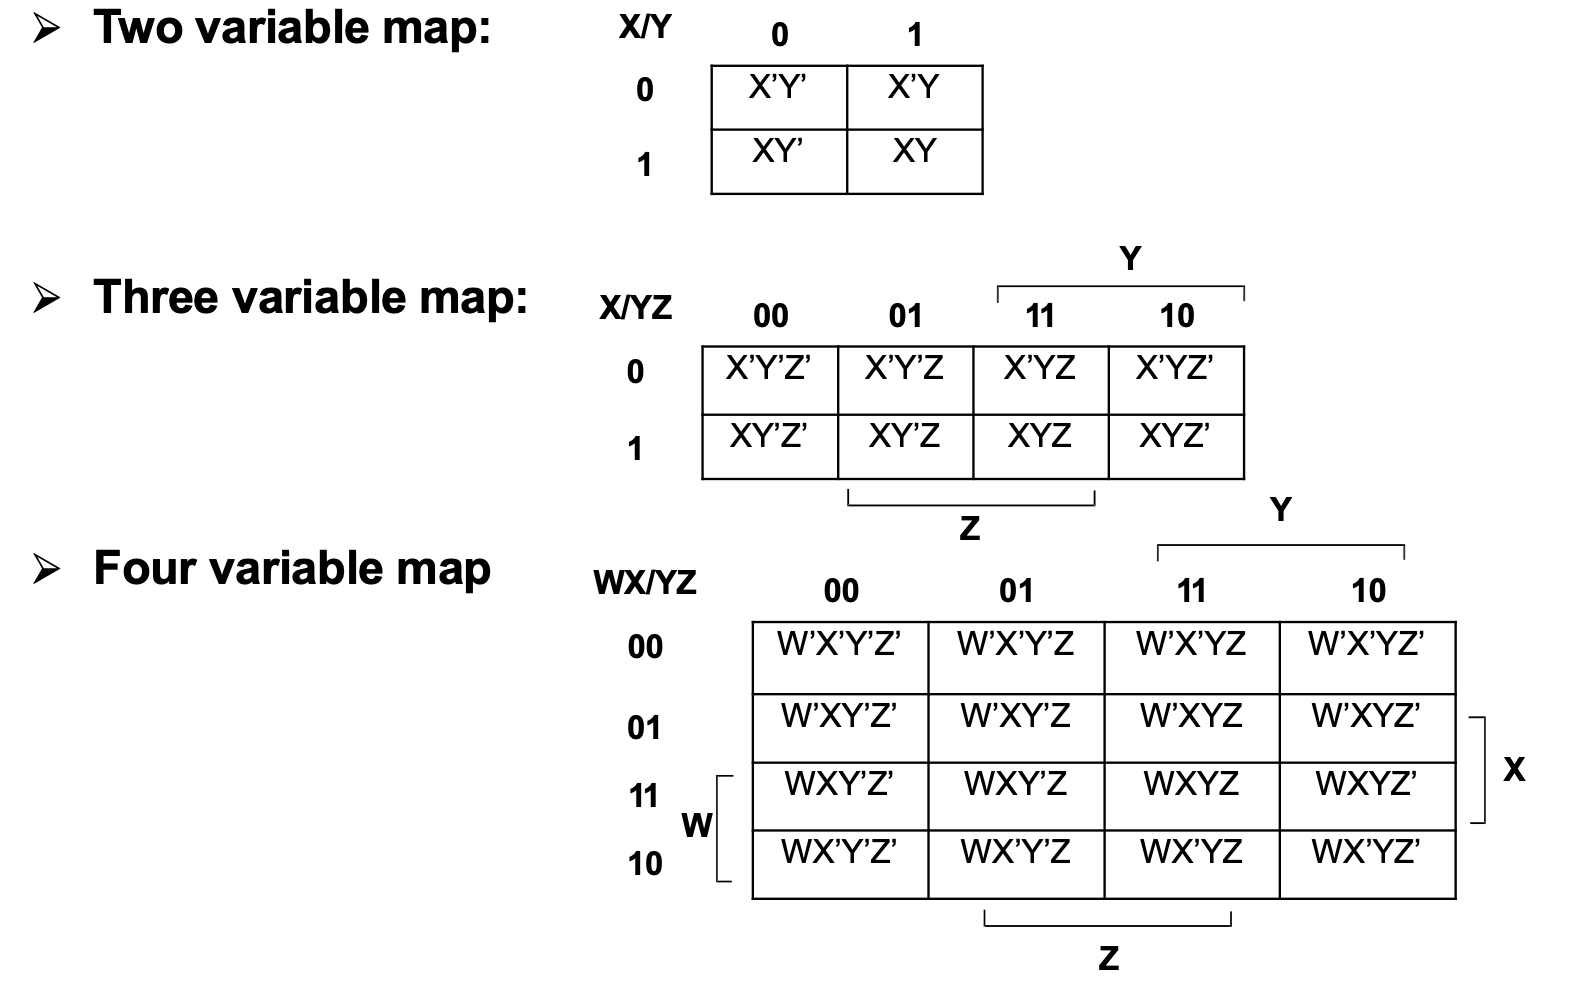 ➢ Two variable map:
X/Y 0 1
0 X’Y’ X’Y
1 XY’ XY
Y
➢ Three variable map:
X/YZ 00 01 11 10
0 X’Y’Z’ X’Y’Z X’YZ X’YZ’
1 XY’Z’ XY’Z XYZ XYZ’
Z
Y
➢ Four variable map
WX/YZ 00 01 11 10
00 W’X’Y’Z’ W’X’Y’Z W’X’YZ W’X’YZ’
01 W’XY’Z’ W’XY’Z W’XYZ W’XYZ’
X
11 WXY’Z’ WXY’Z WXYZ WXYZ’
W
10 WX’Y’Z’ WX’Y’Z WX’YZ WX’YZ’
Z